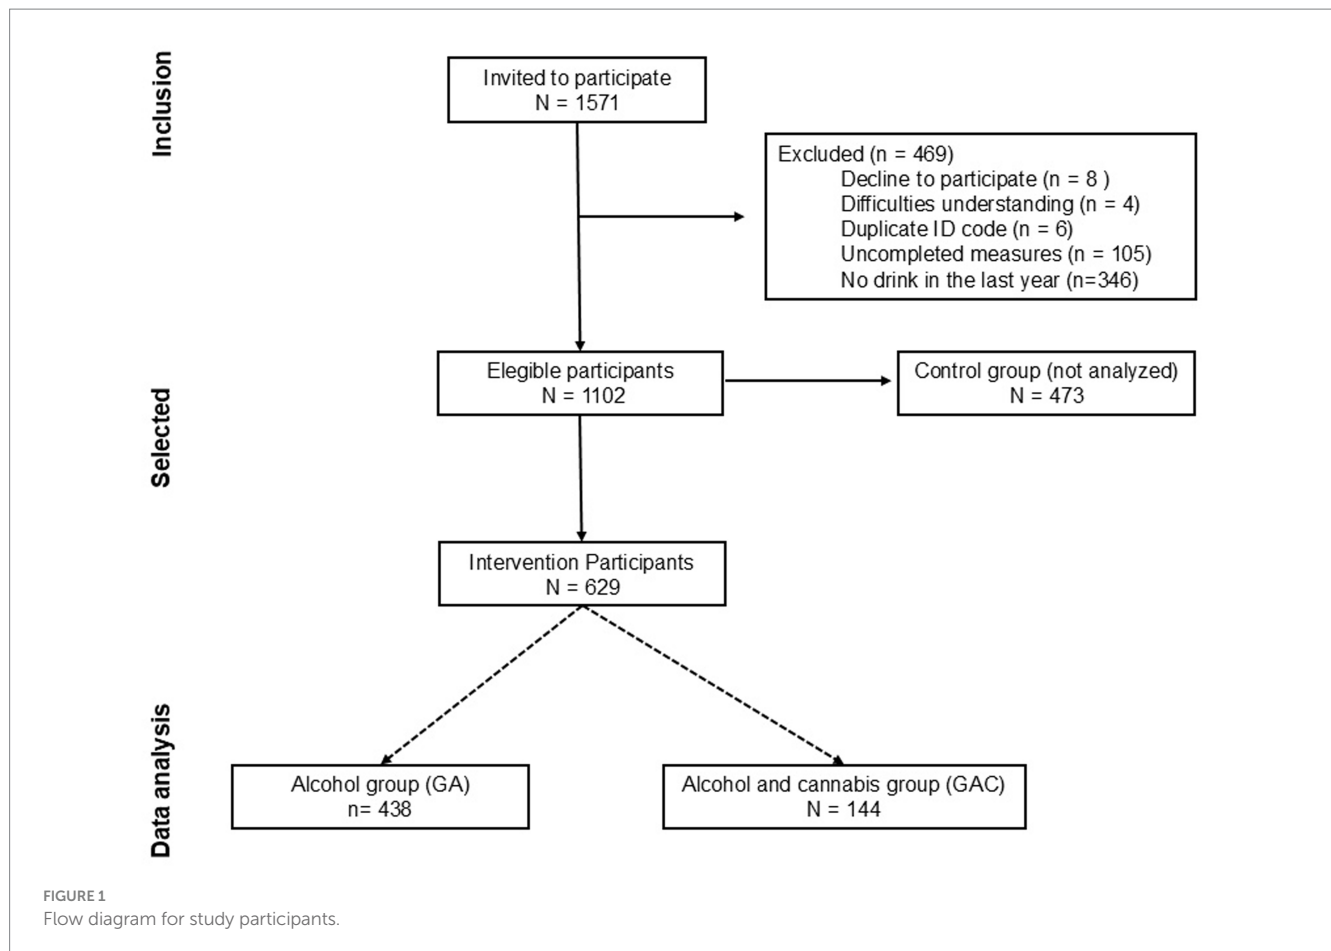 Inclusion
Invited to participate
N = 1571
Excluded (n = 469)
Decline to participate (n = 8 )
Difficulties understanding (n = 4)
Duplicate ID code (n = 6)
Uncompleted measures (n = 105)
No drink in the last year (n=346)
Selected
Elegible participants
N = 1102
Control group (not analyzed)
N = 473
Intervention Participants
N = 629
Data analysis
Alcohol group (GA)
n= 438
Alcohol and cannabis group (GAC)
N = 144
FIGURE 1
Flow diagram for study participants.